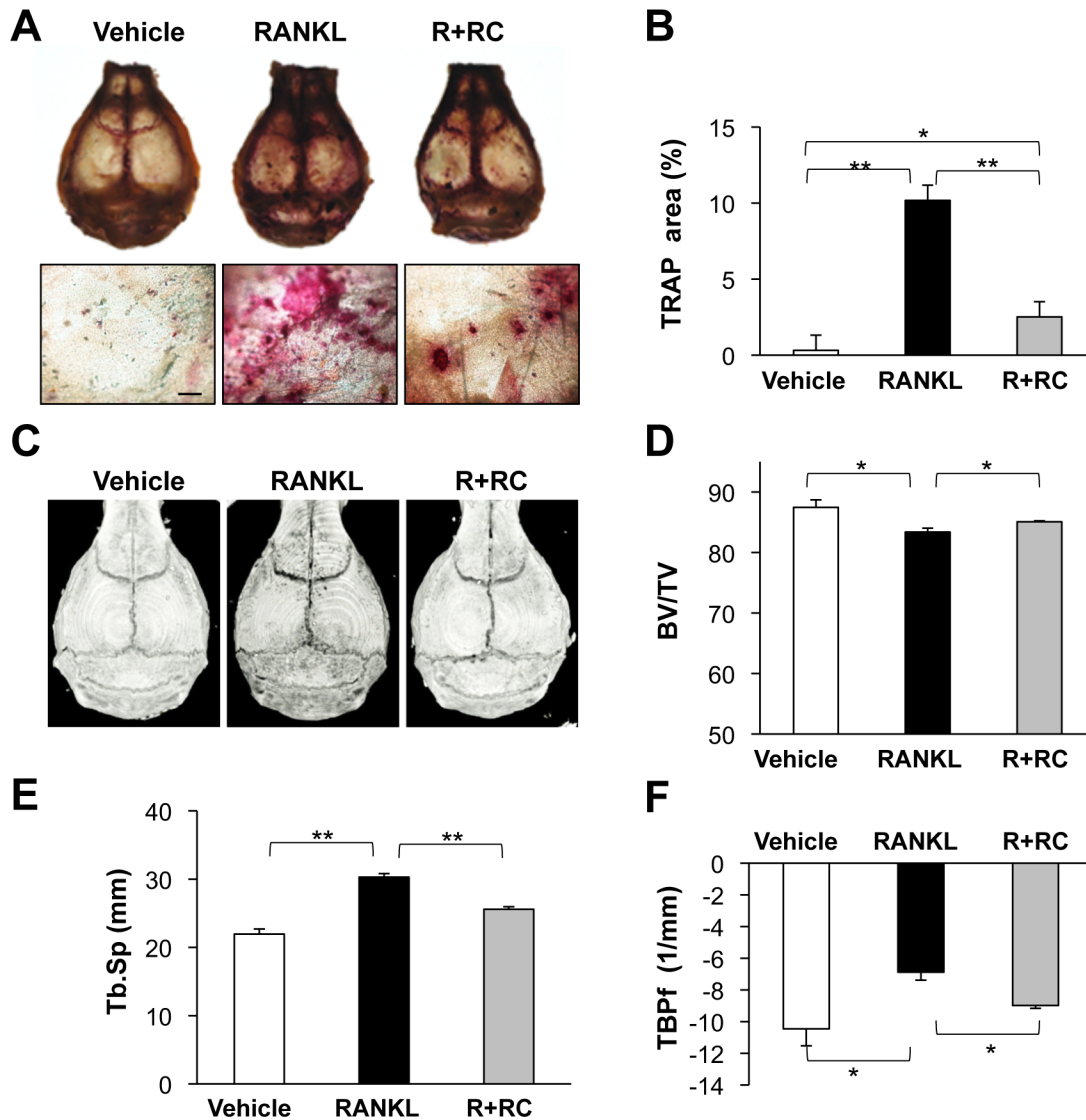 A
Vehicle RANKL R+RC
B
TRAP area (%)
15
10
5
0
*
** **
Vehicle RANKL R+RC
C
Vehicle RANKL R+RC
D
BV/TV
90
80
70
60
50
* *
Vehicle RANKL R+RC
E
Tb.Sp (mm)
40
30
20
10
0
** **
Vehicle RANKL R+RC
F
Vehicle RANKL R+RC
TBPf (1/mm)
0
-2
-4
-6
-8
-10
-12
-14
* *